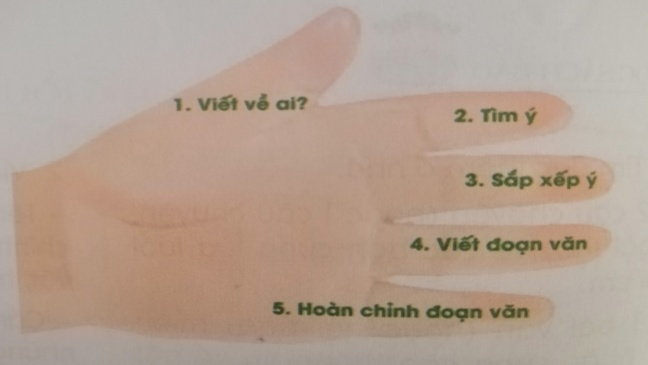 1. Viết về ai?
2. Tìm ý
3. Sắp xếp ý
4. Viết đoạn văn
5. Hoàn chỉnh đoạn văn